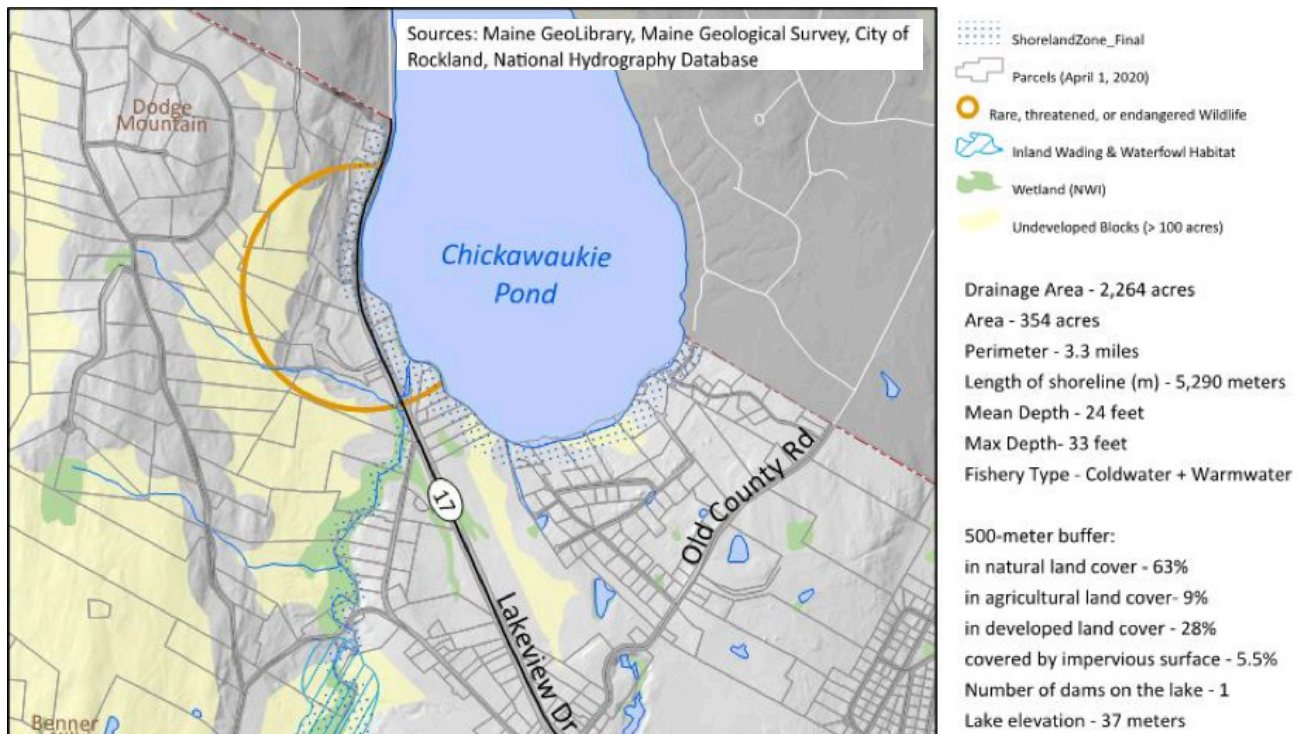 Sources: Maine GeoLibrary, Maine Geological Survey, City of
Rockland, National Hydrography Database
Dodge
Mountain
Chickawaukie
Pond
Old County Rd
17
Lakeview Dr
Benner
ShorelandZone_Final
Parcels (April 1, 2020)
Rare, threatened, or endangered Wildlife
Inland Wading & Waterfowl Habitat
Wetland (NWI)
Undeveloped Blocks (> 100 acres)
Drainage Area - 2,264 acres
Area - 354 acres
Perimeter - 3.3 miles
Length of shoreline (m) - 5,290 meters
Mean Depth - 24 feet
Max Depth- 33 feet
Fishery Type - Coldwater + Warmwater
500-meter buffer:
in natural land cover - 63%
in agricultural land cover- 9%
in developed land cover - 28%
covered by impervious surface - 5.5%
Number of dams on the lake - 1
Lake elevation - 37 meters